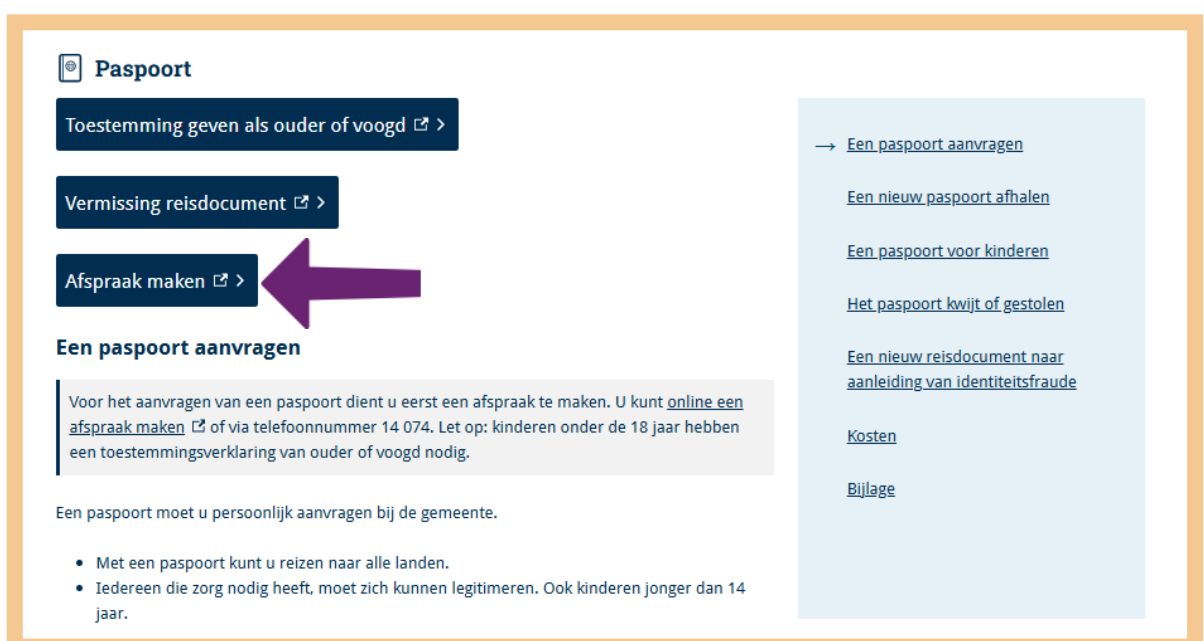 Paspoort
Toestemming geven als ouder of voogd
Vermissing reisdocument
Afspraak maken
Een paspoort aanvragen
Voor het aanvragen van een paspoort dient u eerst een afspraak te maken. U kunt online een
afspraak maken of via telefoonnummer 14 074. Let op: kinderen onder de 18 jaar hebben
een toestemmingsverklaring van ouder of voogd nodig.
Een paspoort moet u persoonlijk aanvragen bij de gemeente.
• Met een paspoort kunt u reizen naar alle landen.
• Iedereen die zorg nodig heeft, moet zich kunnen legitimeren. Ook kinderen jonger dan 14
jaar.
→ Een paspoort aanvragen
Een nieuw paspoort afhalen
Een paspoort voor kinderen
Het paspoort kwijt of gestolen
Een nieuw reisdocument naar
aanleiding van identiteitsfraude
Kosten
Bijlage